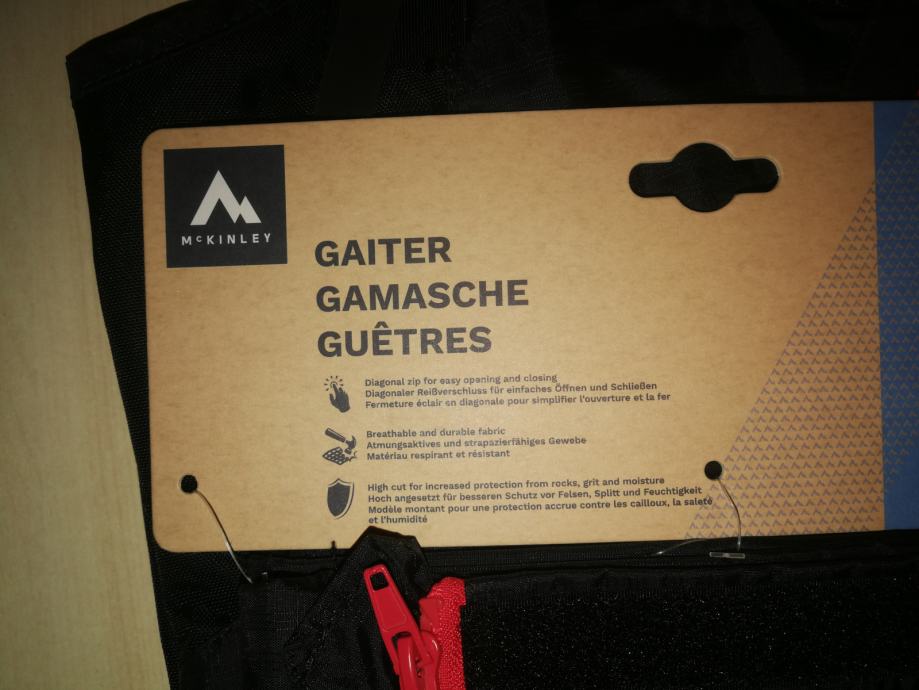 McKINLEY
GAITER
GAMASCHE
GUÊTRES
Diagonal zip for easy opening and closing
Diagonaler Reißverschluss für einfaches Öffnen und Schließen
Fermeture éclair en diagonale pour simplifier l'ouverture et la fer
Breathable and durable fabric
Atmungsaktives und strapazierfähiges Gewebe
Matériau respirant et résistant
High cut for increased protection from rocks, grit and moisture
Hoch angesetzt für besseren Schutz vor Felsen, Splitt und Feuchtigkeit
Modèle montant pour une protection accrue contre les cailloux, la saleté
et l'humidité